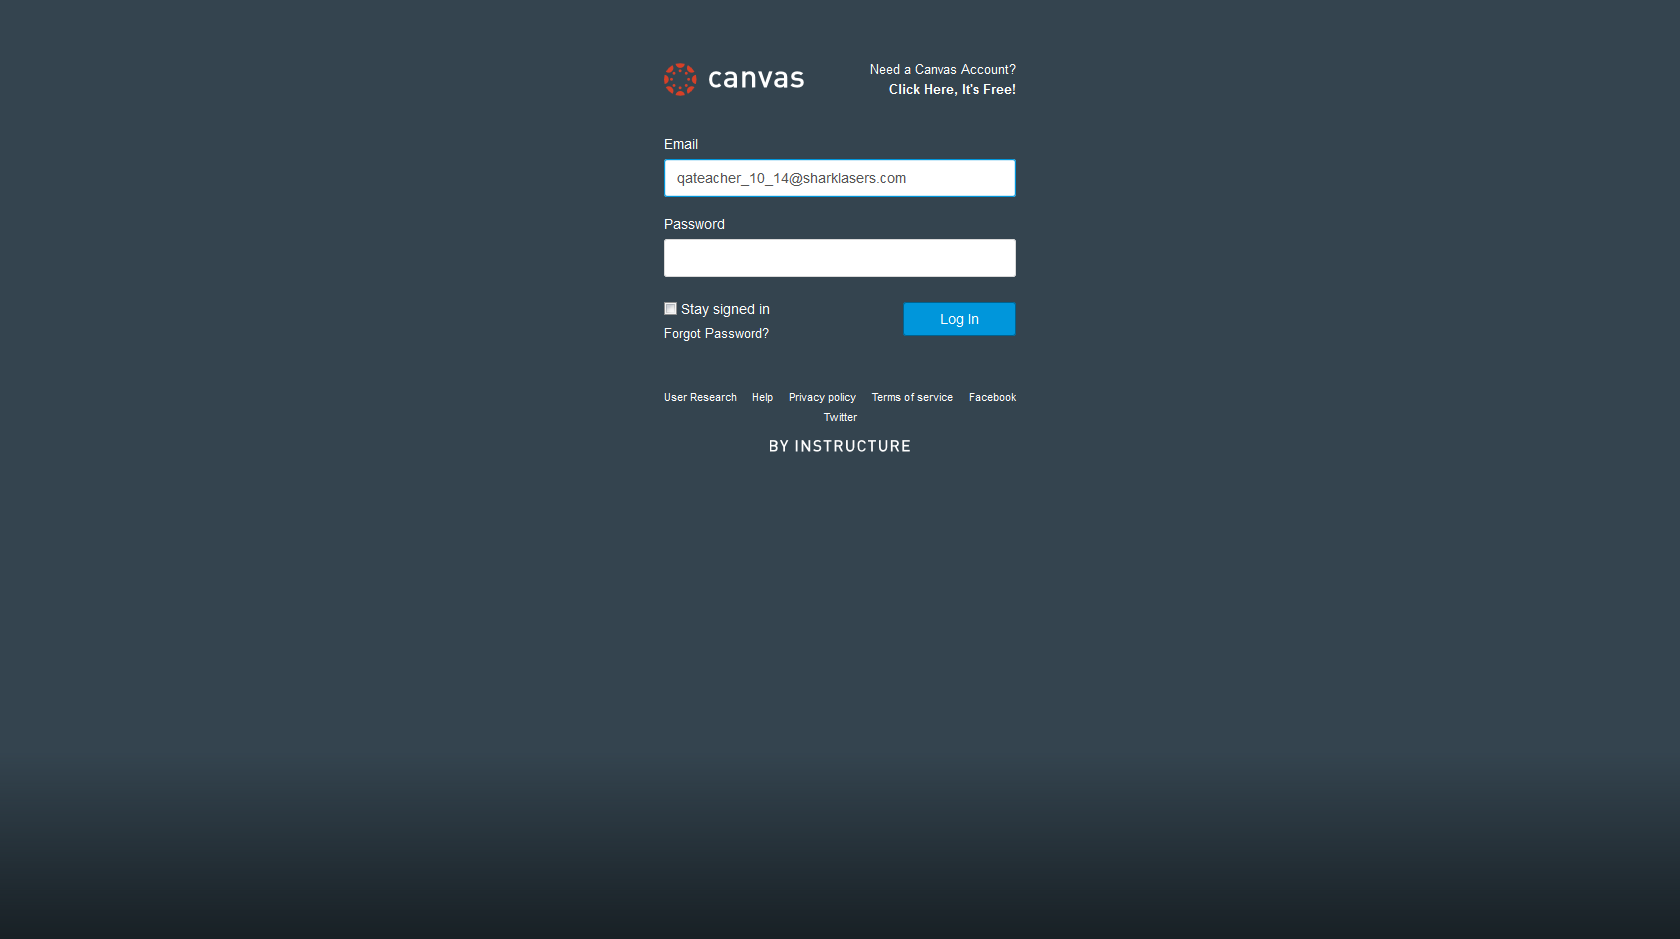 canvas
Need a Canvas Account?
Click Here, It's Free!
Email
qateacher_10_14@sharklasers.com
Password
Stay signed in
Log In
Forgot Password?
User Research Help Privacy policy Terms of service Facebook
Twitter
BY INSTRUCTURE